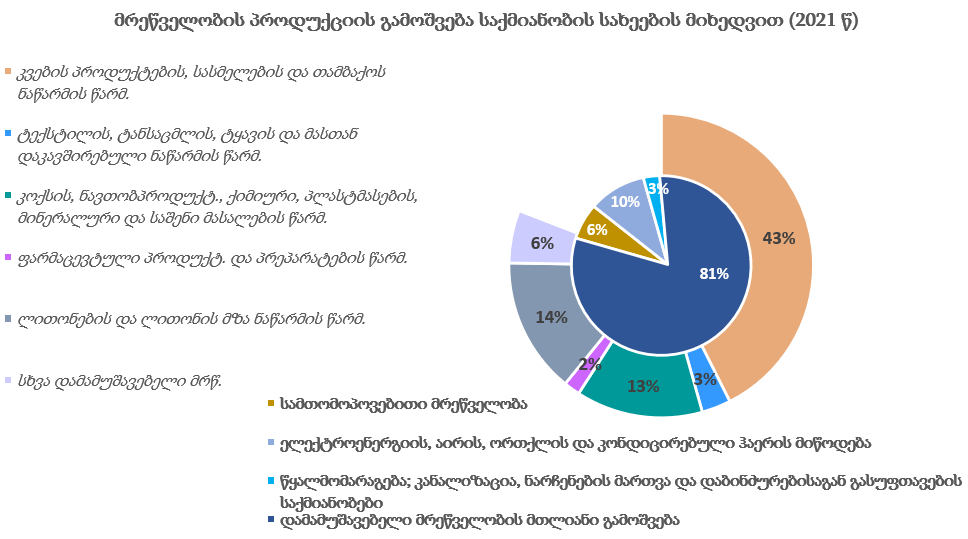 მრეწველობის პროდუქციის გამოშვება საქმიანობის სახეების მიხედვით (2021 წ)
კვების პროდუქტების, სასმელების და თამბაქოს
ნაწარმის წარმ.
ტექსტილის, ტანსაცმლის, ტყავის და მასთან
დაკავშირებული ნაწარმის წარმ.
კოქსის, ნავთობპროდუქტ., ქიმიური, პლასტმასების,
მინერალური და საშენი მასალების წარმ.
ფარმაცევტული პროდუქტ. და პრეპარატების წარმ.
ლითონების და ლითონის მზა ნაწარმის წარმ.
სხვა დამამუშავებელი მრწ.
3%
10%
6%
6%
43%
81%
14%
2%
13%
3%
სამთომოპოვებითი მრეწველობა
ელექტროენერგიის, აირის, ორთქლის და კონდიცირებული ჰაერის მიწოდება
წყალმომარაგება; კანალიზაცია, ნარჩენების მართვა და დაბინმურებისაგან გასუფთავების
საქმიანობები
დამამუშავებელი მრეწველობის მთლიანი გამოშვება